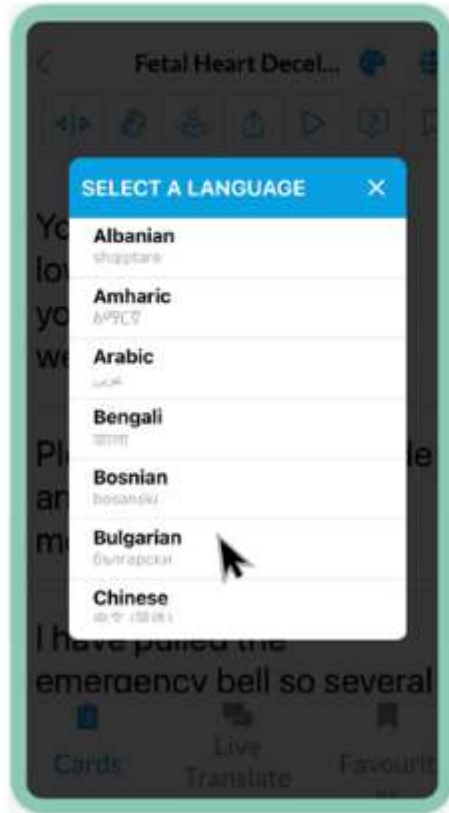 Fetal Heart Decel...
SELECT A LANGUAGE
Albanian
shqiptare
Amharic
አማርኛ
Arabic
عربى
Bengali
বাংলা
Bosnian
bosanski
Bulgarian
български
Chinese
I have pulled the
emergency bell so several
Cards
Live
Translate